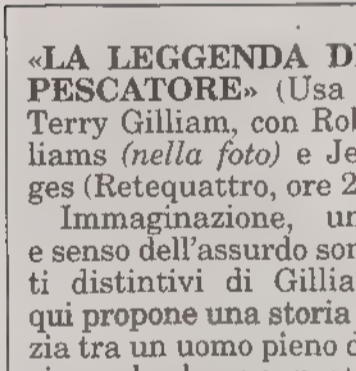 «LA LEGGENDA DE
PESCATORE» (Usa
Terry Gilliam, con Rob
liams (nella foto) e Je
ges (Retequattro, ore 2
Immaginazione, un
e senso dell'assurdo son
ti distintivi di Gillia
qui propone una storia
zia tra un uomo pieno d